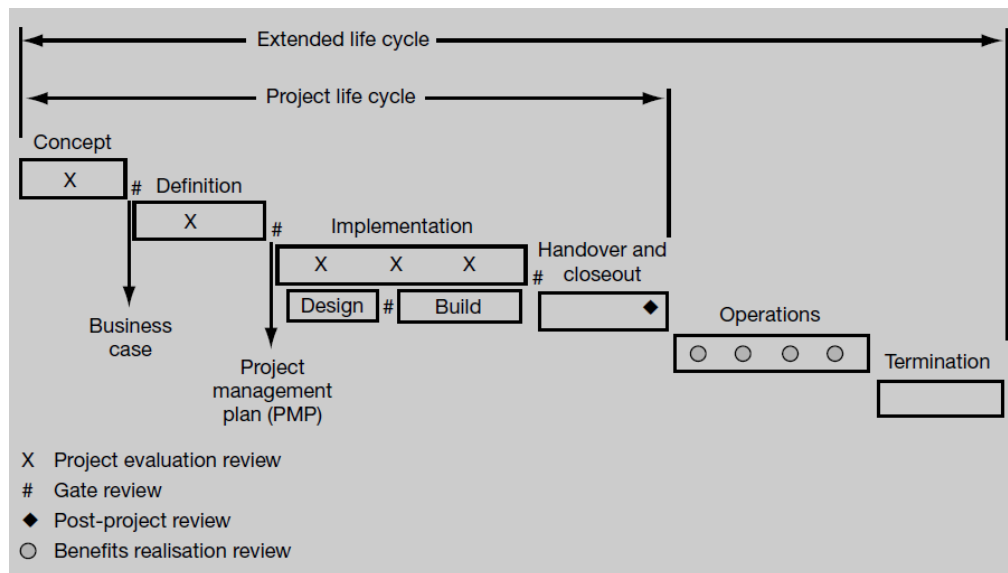 Extended life cycle
Project life cycle
Concept
X
# Definition
X
#
Implementation
X X X
Design # Build
#
Handover and
closeout
◆
Operations
Termination
Business
case
Project
management
plan (PMP)
X Project evaluation review
# Gate review
◆ Post-project review
○ Benefits realisation review